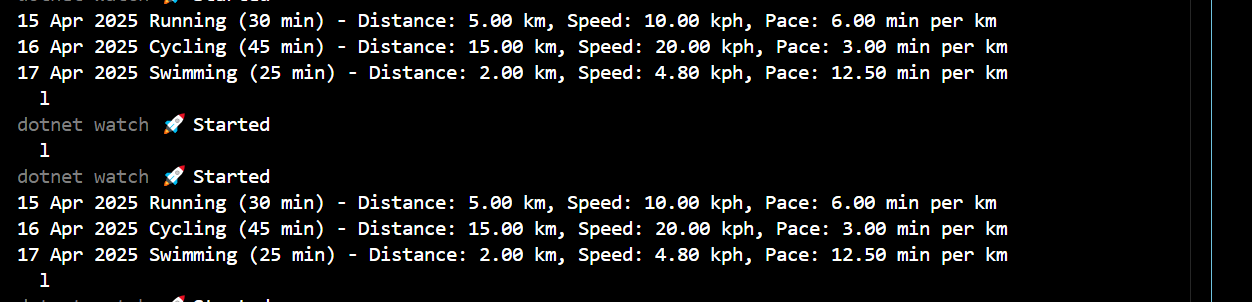 15 Apr 2025 Running (30 min) - Distance: 5.00 km, Speed: 10.00 kph, Pace: 6.00 min per km
16 Apr 2025 Cycling (45 min) - Distance: 15.00 km, Speed: 20.00 kph, Pace: 3.00 min per km
17 Apr 2025 Swimming (25 min) - Distance: 2.00 km, Speed: 4.80 kph, Pace: 12.50 min per km
l
dotnet watch 🚀 Started
l
dotnet watch 🚀 Started
15 Apr 2025 Running (30 min) - Distance: 5.00 km, Speed: 10.00 kph, Pace: 6.00 min per km
16 Apr 2025 Cycling (45 min) - Distance: 15.00 km, Speed: 20.00 kph, Pace: 3.00 min per km
17 Apr 2025 Swimming (25 min) - Distance: 2.00 km, Speed: 4.80 kph, Pace: 12.50 min per km
l